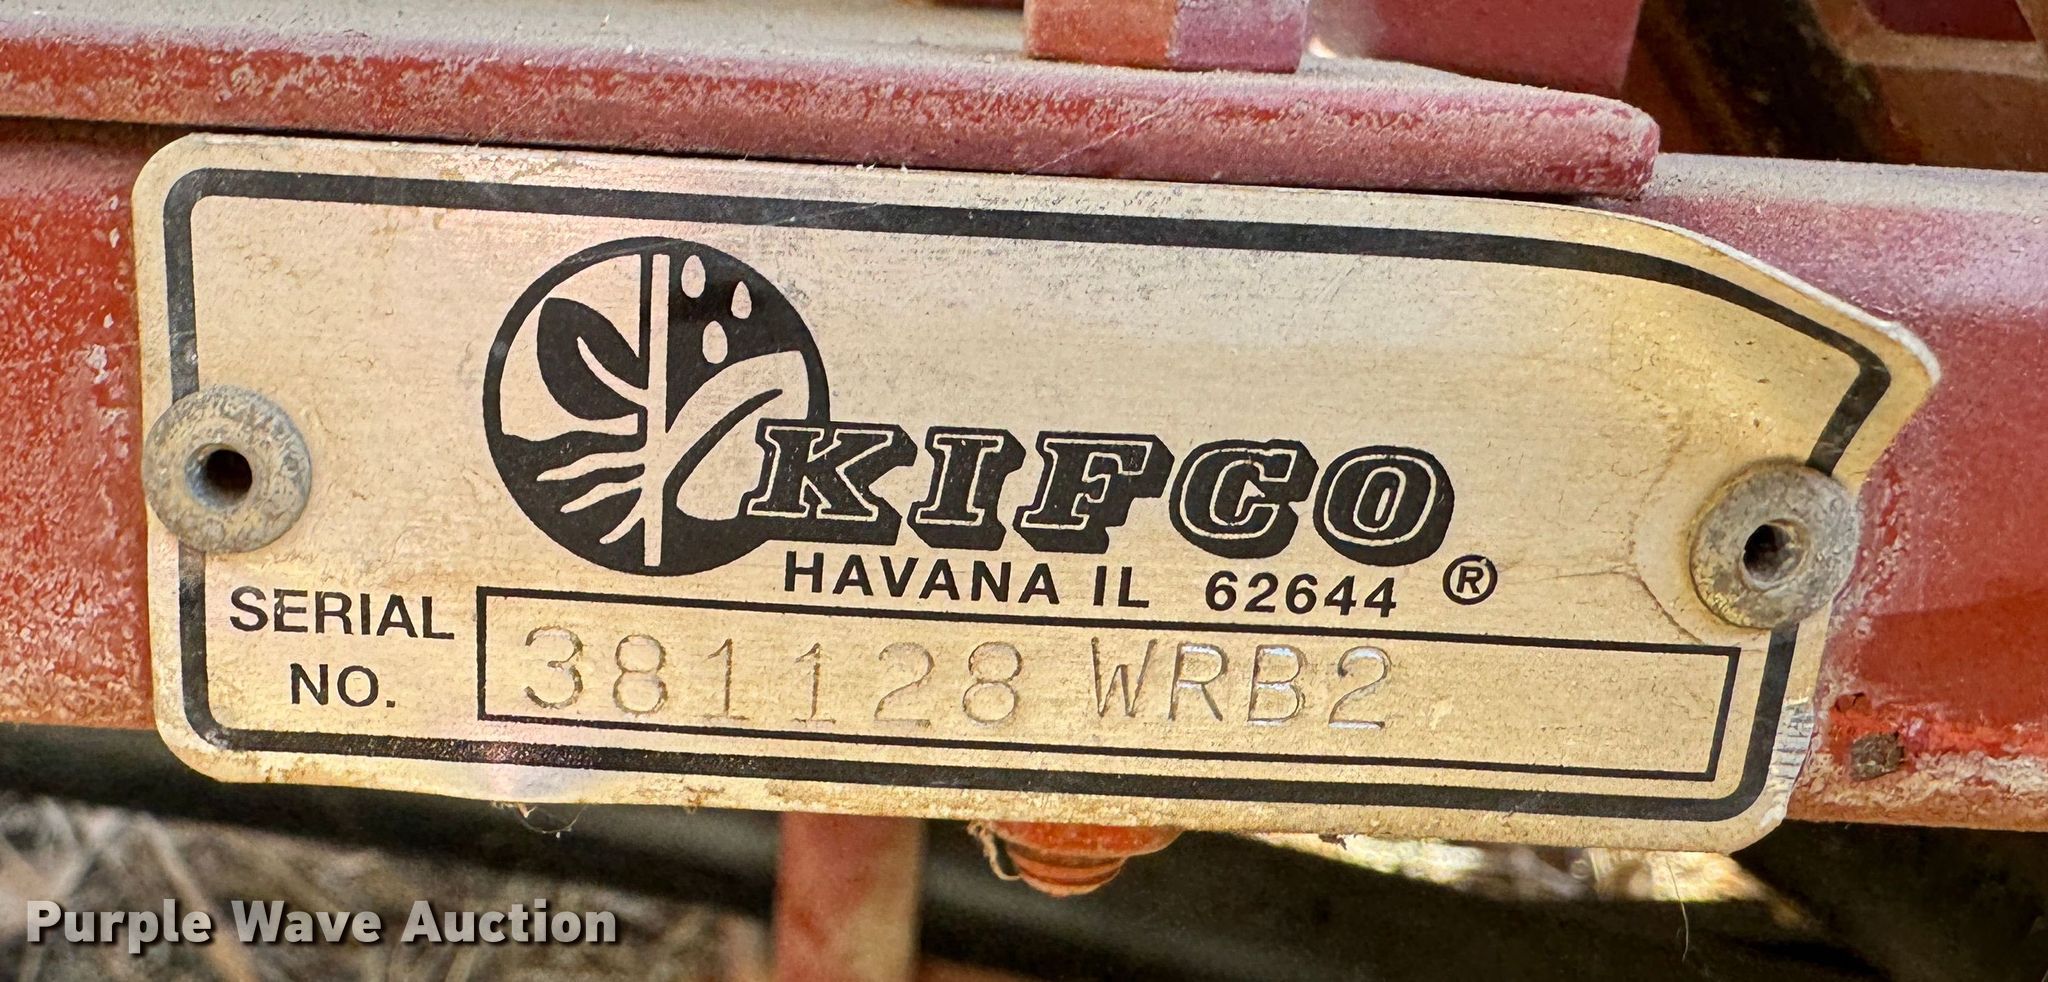 KIFCO
HAVANA IL 62644 ®
SERIAL
NO.
381128 WRB2
Purple Wave Auction